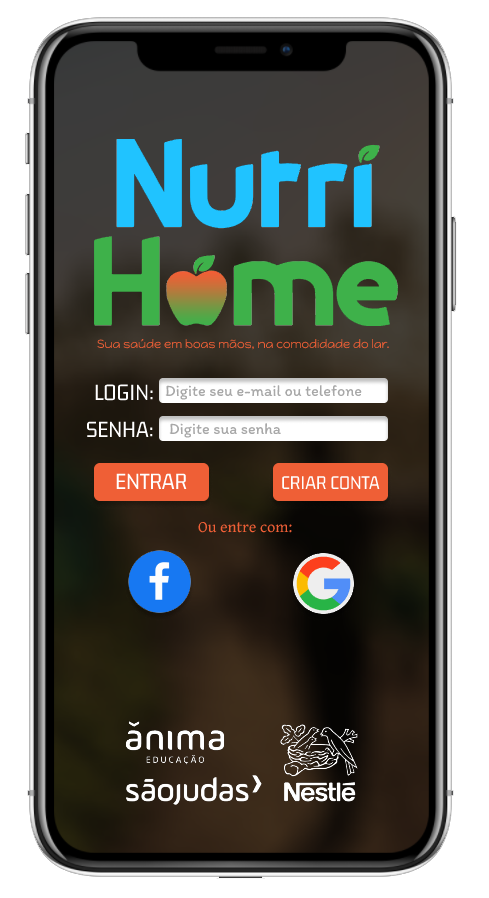 Nutri
Home
Sua saúde em boas mãos, na comodidade do lar.
LOGIN: Digite seu e-mail ou telefone
SENHA: Digite sua senha
ENTRAR CRIAR CONTA
Ou entre com:
f G
ănima
EDUCAÇÃO
sãojudas
Nestlé